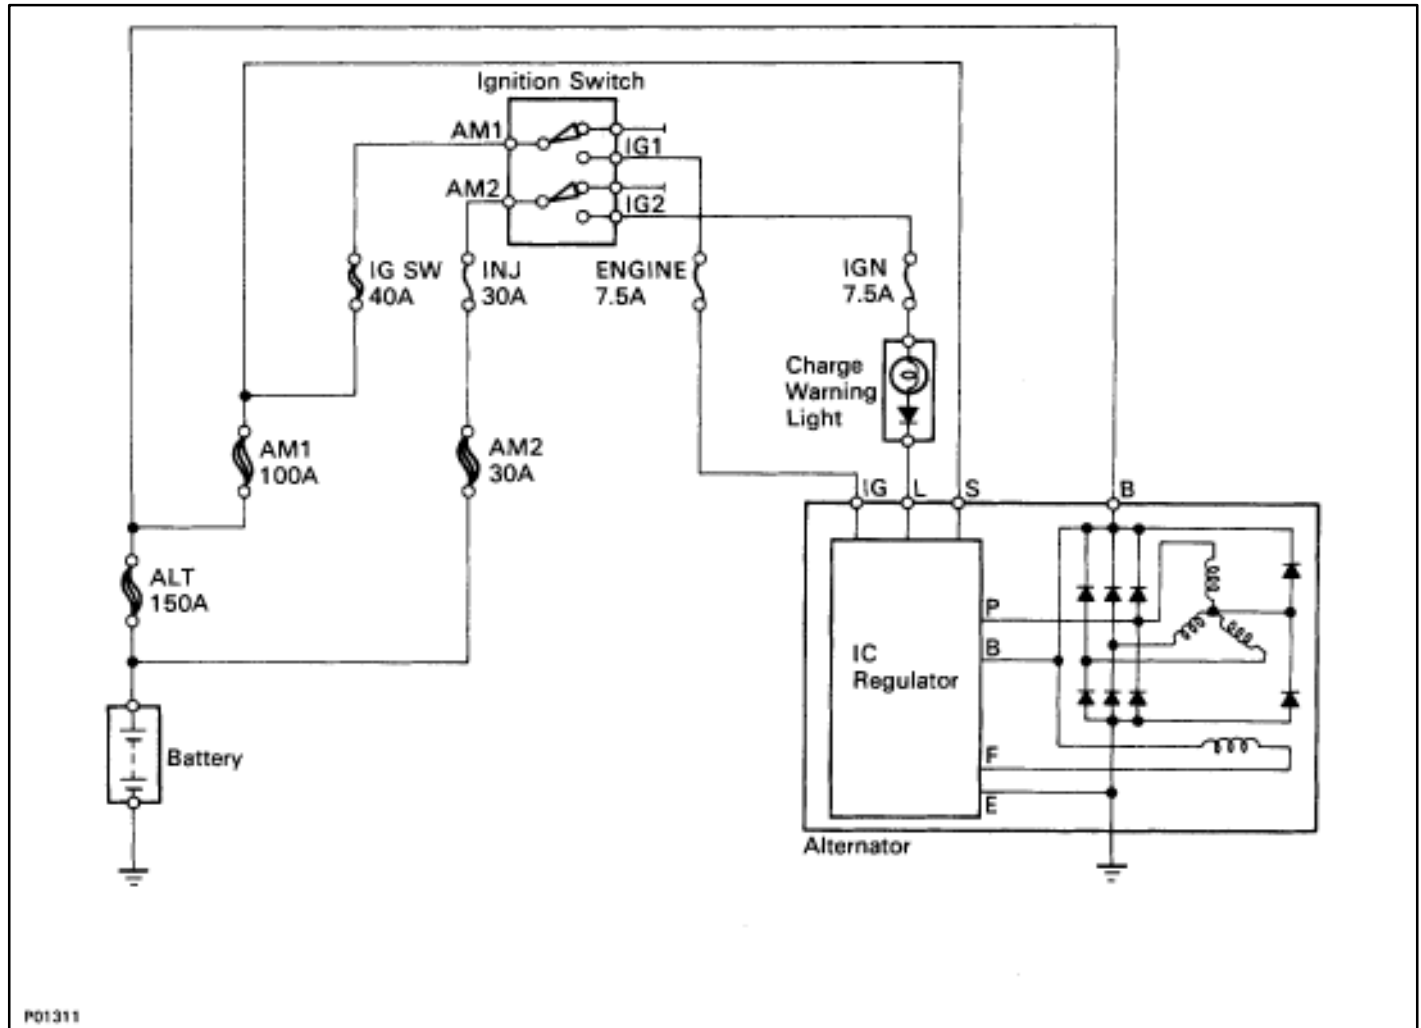 Ignition Switch
AM1
IG1
AM2
IG2
IG SW
40A
INJ
30A
ENGINE
7.5A
IGN
7.5A
Charge
Warning
Light
AM1
100A
AM2
30A
IG
L
S
B
ALT
150A
P
B
IC
Regulator
F
E
Battery
Alternator
P01311